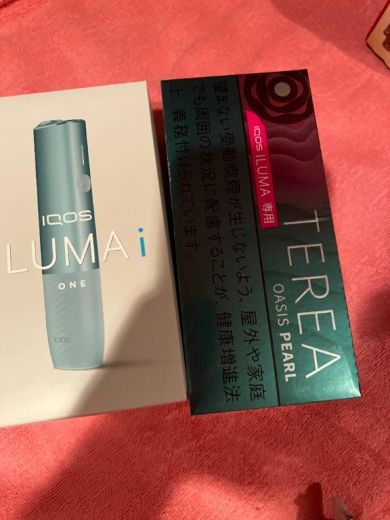 IQOS
ILUMA i
ONE
IQOS
IQOS ILUMA 専用
TEREA
OASIS PEARL
望まない受動喫煙が生じないよう、屋外や家庭
でも周囲の状況に配慮することが、健康増進法
上、義務付けられています。